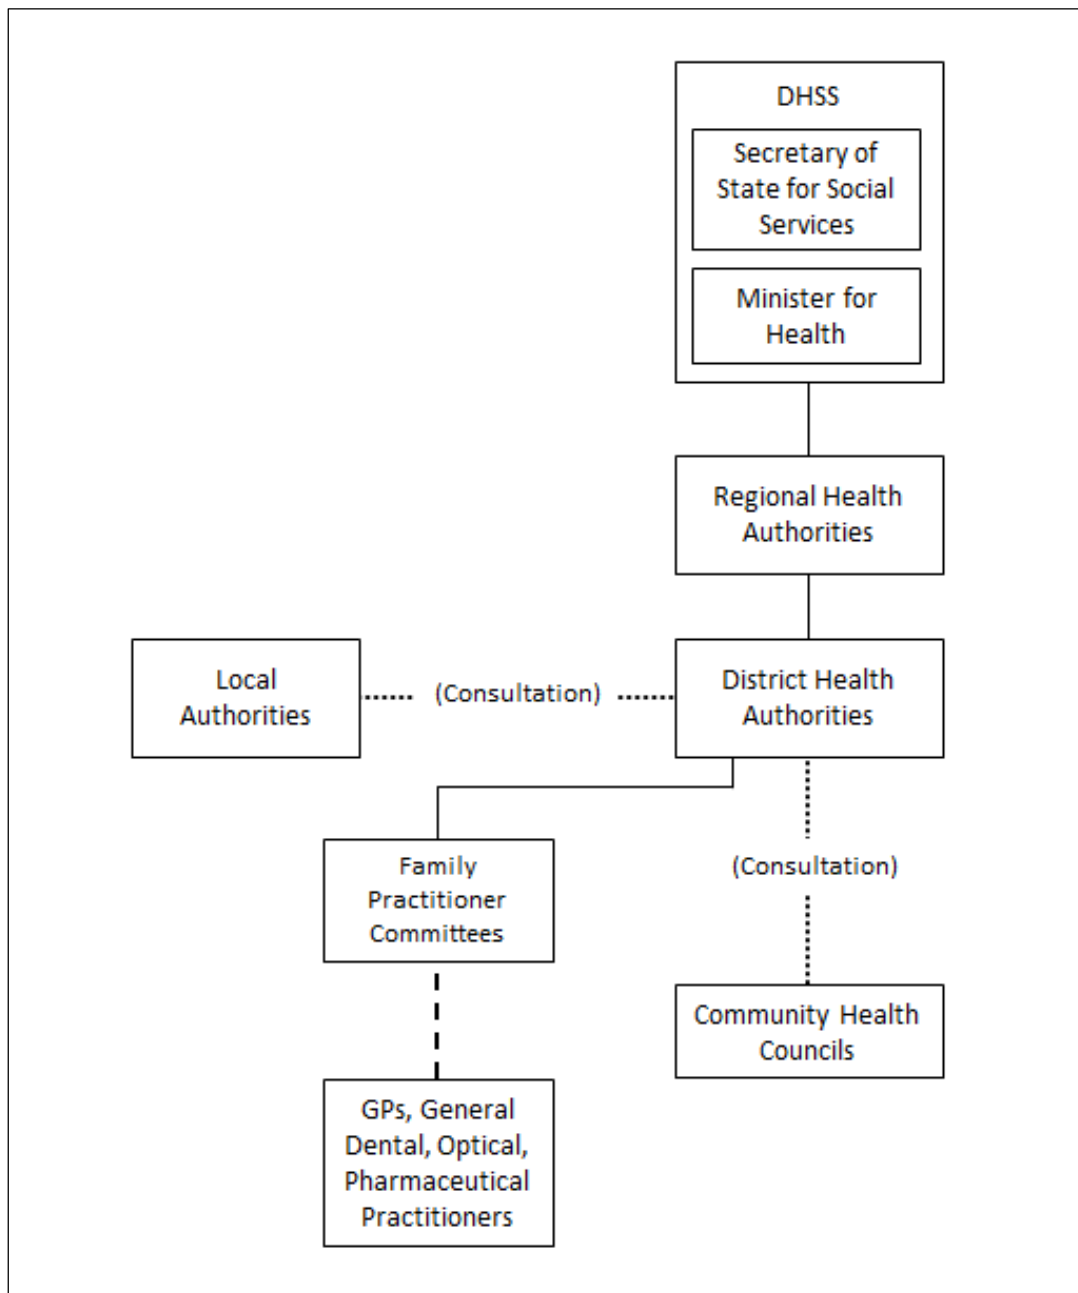 DHSS
Secretary of
State for Social
Services
Minister for
Health
Regional Health
Authorities
Local
Authorities
(Consultation)
District Health
Authorities
Family
Practitioner
Committees
(Consultation)
Community Health
Councils
GPs, General
Dental, Optical,
Pharmaceutical
Practitioners